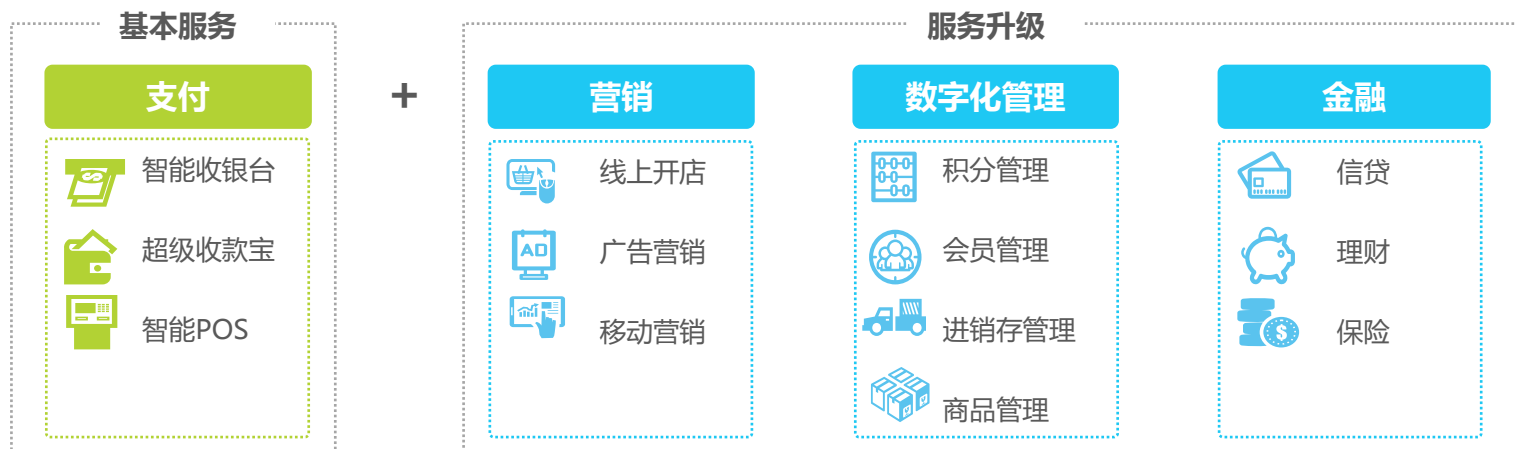 基本服务
服务升级
支付
+
营销
数字化管理
金融
智能收银台
超级收款宝
智能POS
线上开店
AD
广告营销
移动营销
积分管理
会员管理
进销存管理
商品管理
信贷
理财
保险